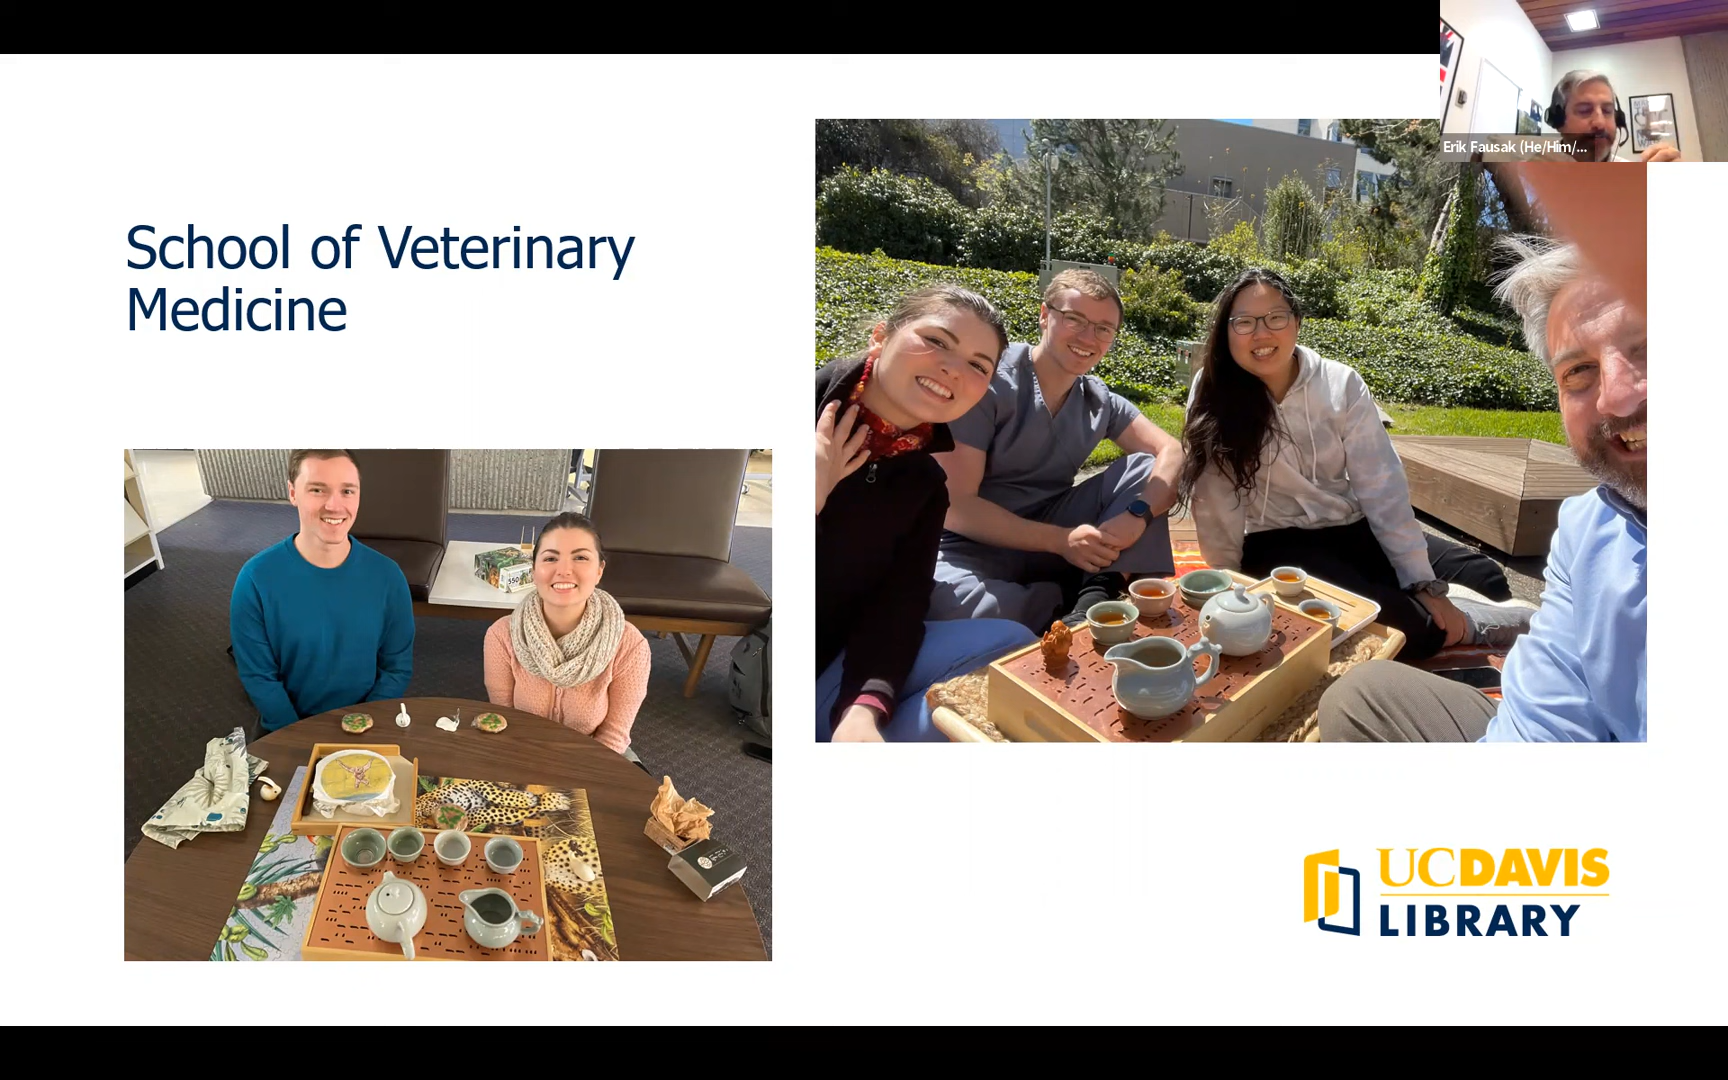 Erik Fausak (He/Him/...
School of Veterinary
Medicine
550
UCDAVIS
LIBRARY